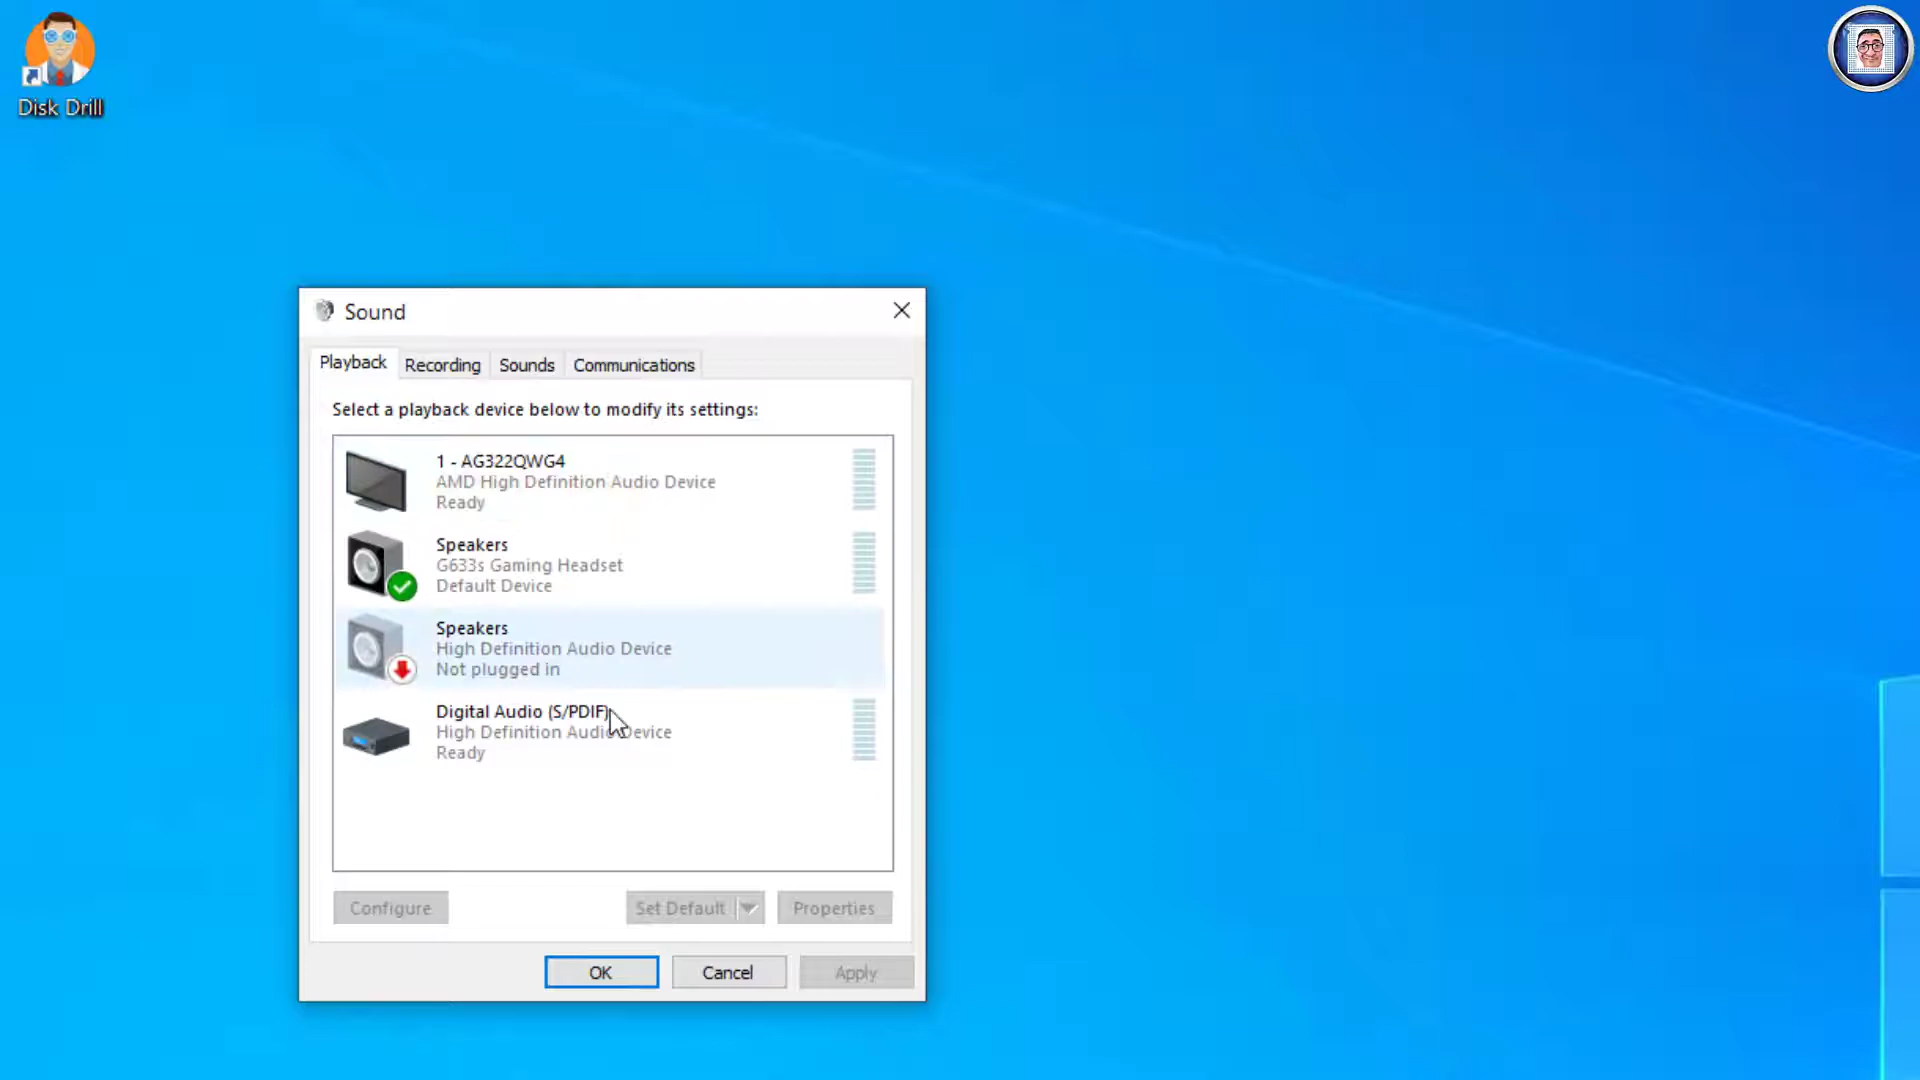 Disk Drill
Sound
Playback
Recording
Sounds
Communications
Select a playback device below to modify its settings:
1 - AG322QWG4
AMD High Definition Audio Device
Ready
Speakers
G633s Gaming Headset
Default Device
Speakers
High Definition Audio Device
Not plugged in
Digital Audio (S/PDIF)
High Definition Audio Device
Ready
Configure
Set Default
Properties
OK
Cancel
Apply